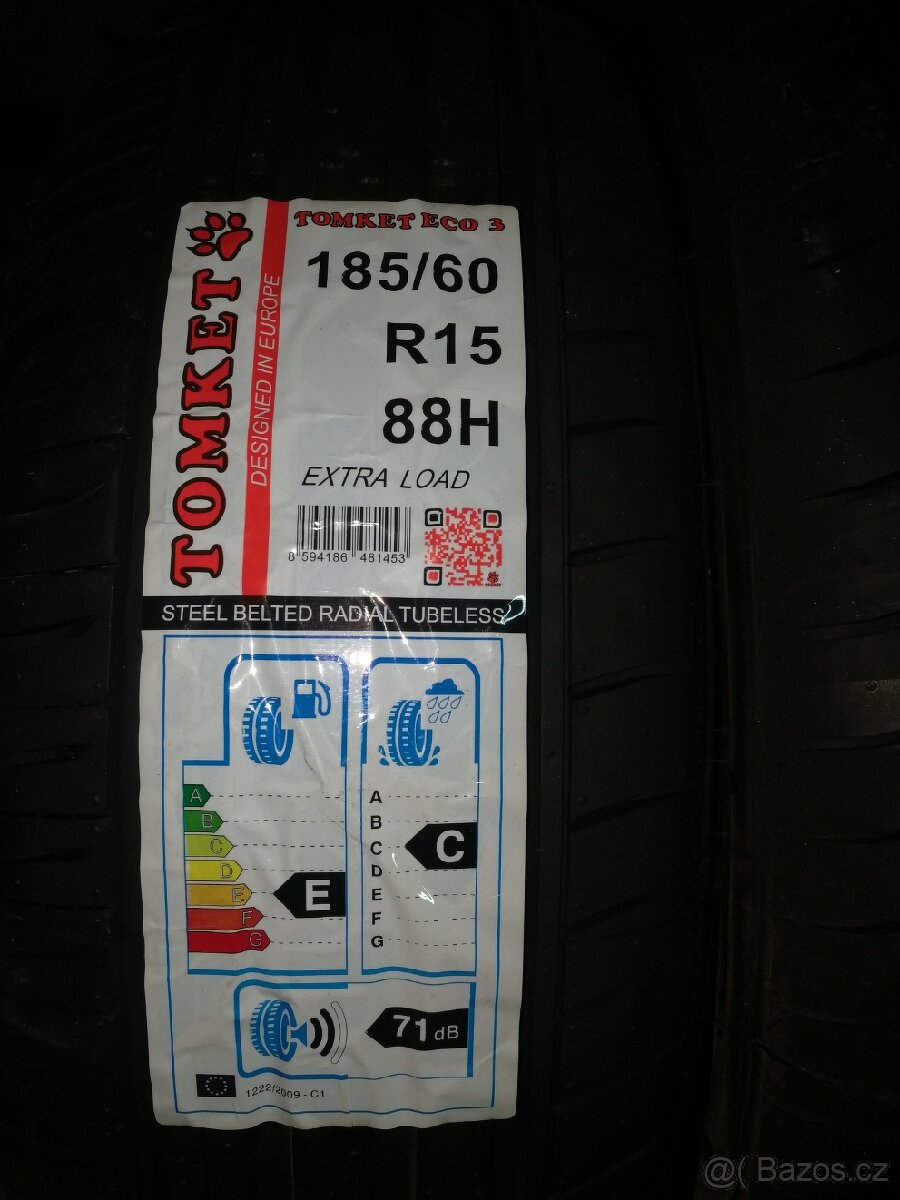 TOMKET
DESIGNED IN EUROPE
TOMKET ECO 3
185/60
R15
88H
EXTRA LOAD
8 594186 481453
STEEL BELTED RADIAL TUBELESS
A
B
C
D
E
F
G
E
A
B
C
D
E
F
G
C
71 dB
1222/2009 - C1
@( Bazos.cz